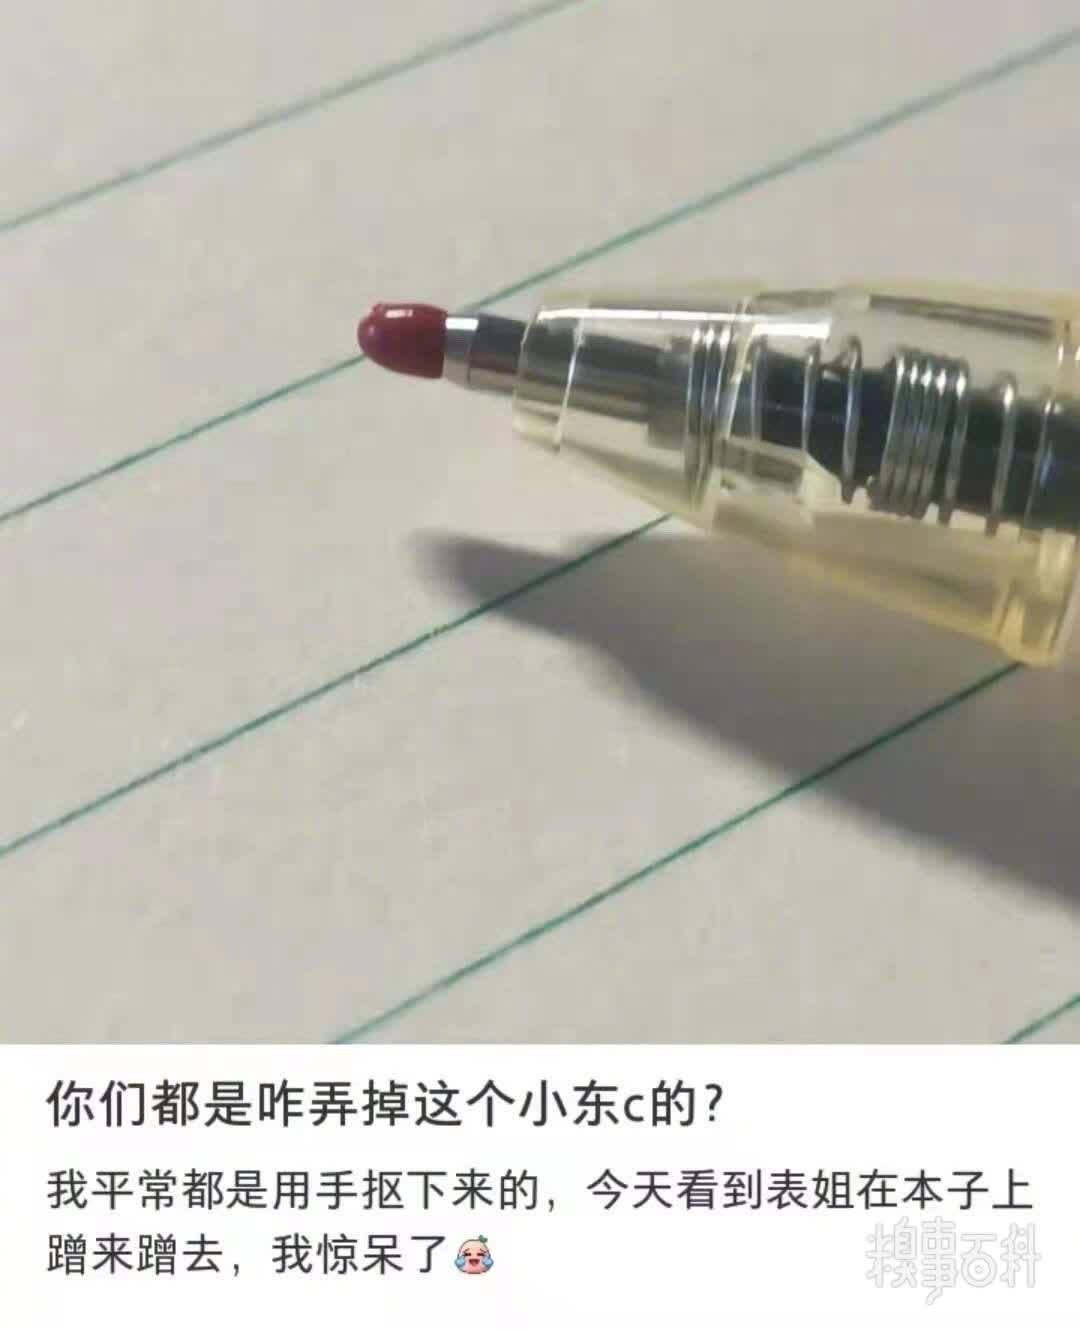 你们都是咋弄掉这个小东c的?
我平常都是用手抠下来的，今天看到表姐在本子上
蹭来蹭去，我惊呆了
糗事百科